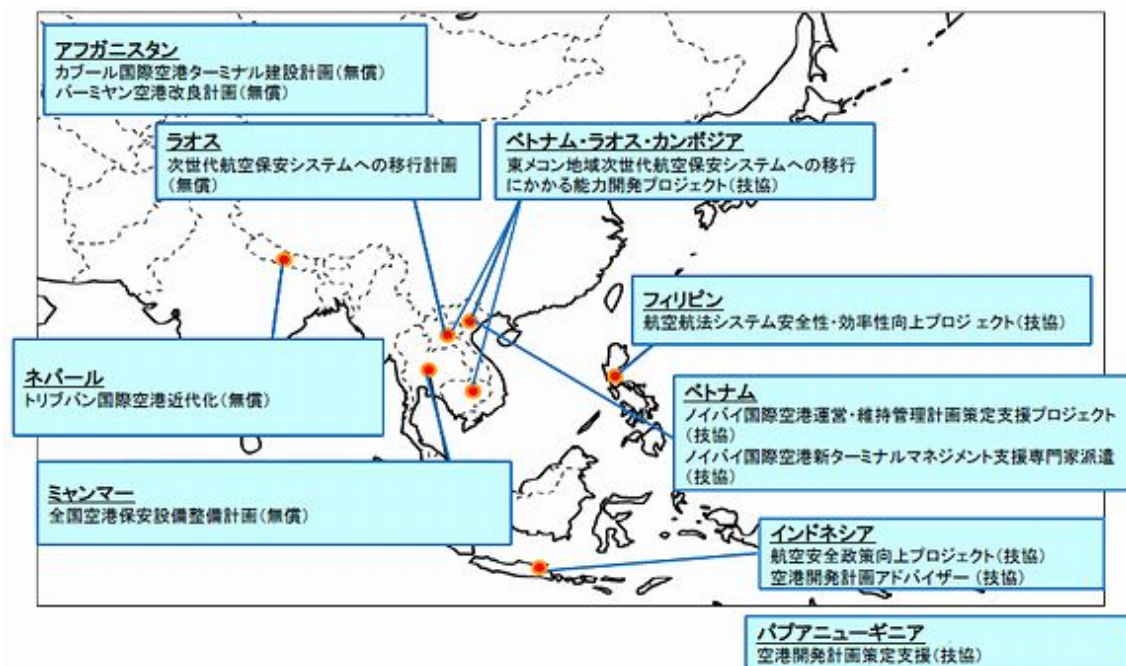 アフガニスタン
カブール国際空港ターミナル建設計画(無償)
バーミヤン空港改良計画(無償)
ラオス
次世代航空保安システムへの移行計画
(無償)
ベトナム・ラオス・カンボジア
東メコン地域次世代航空保安システムへの移行
にかかる能力開発プロジェクト(技協)
フィリピン
航空航法システム安全性・効率性向上プロジェクト(技協)
ネパール
トリブバン国際空港近代化(無償)
ベトナム
ノイバイ国際空港運営・維持管理計画策定支援プロジェクト
(技協)
ノイバイ国際空港新ターミナルマネジメント支援専門家派遣
(技協)
ミャンマー
全国空港保安設備整備計画(無償)
インドネシア
航空安全政策向上プロジェクト(技協)
空港開発計画アドバイザー(技協)
パプアニューギニア
空港開発計画策定支援(技協)